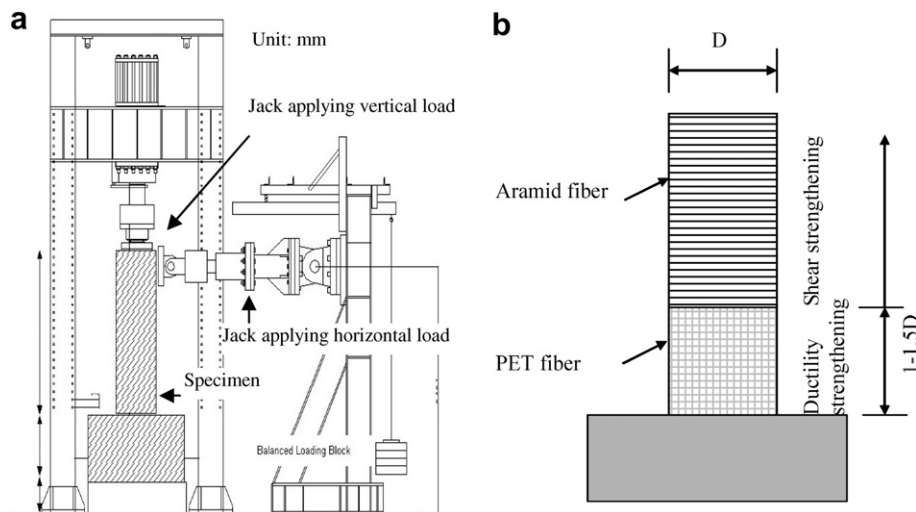 a
Unit: mm
Jack applying vertical load
Jack applying horizontal load
Specimen
Balanced Loading Block
b
D
Aramid fiber
Shear strengthening
PET fiber
Ductility
strengthening
1-1.5D